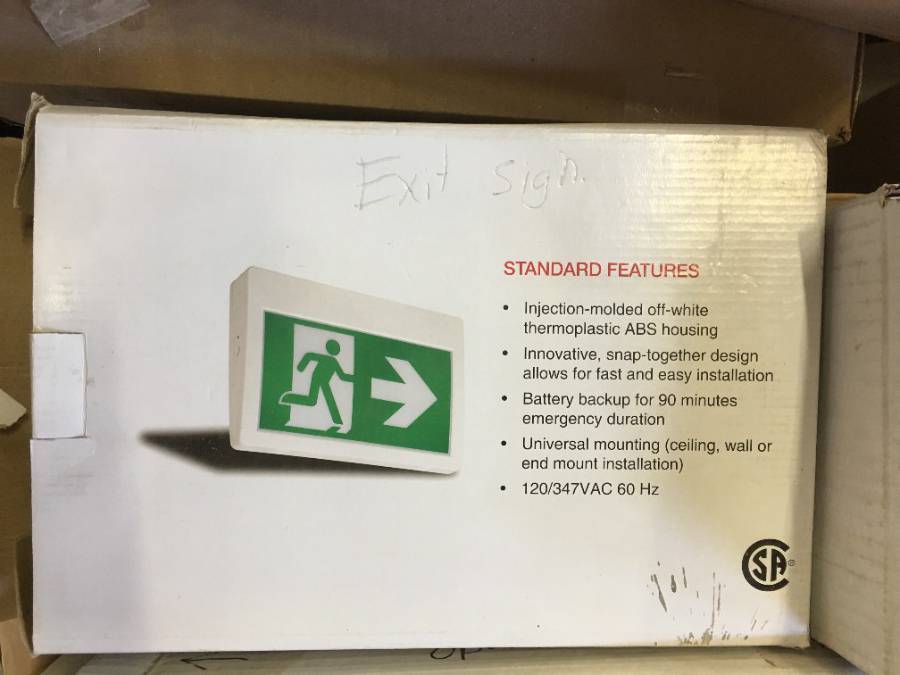 Exit Sign.
STANDARD FEATURES
• Injection-molded off-white
thermoplastic ABS housing
• Innovative, snap-together design
allows for fast and easy installation
• Battery backup for 90 minutes
emergency duration
• Universal mounting (ceiling, wall or
end mount installation)
• 120/347VAC 60 Hz
CSA®